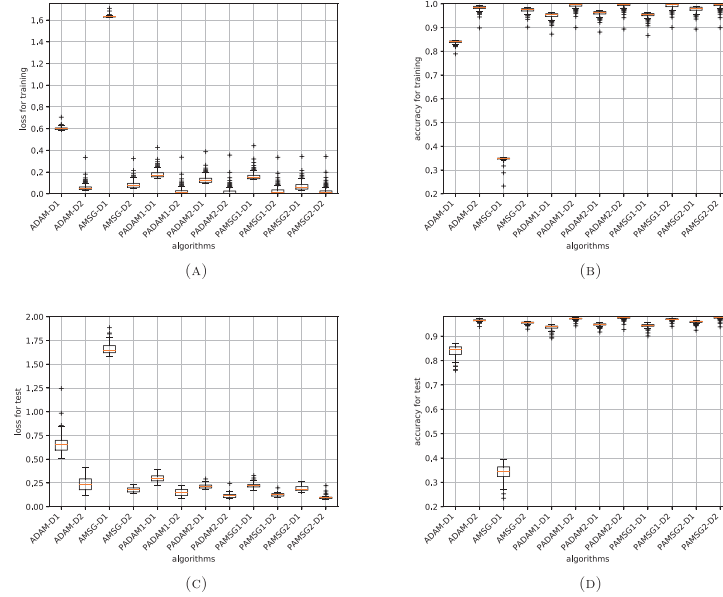 1,6
1,4
1,2
1,0
0,8
0,6
0,4
0,2
0,0
loss for training
ADAM-D1
ADAM-D2
AMSG-D1
AMSG-D2
PADAM1-D1
PADAM1-D2
PADAM2-D1
PADAM2-D2
PAMSG1-D1
PAMSG1-D2
PAMSG2-D1
PAMSG2-D2
algorithms
(A)
1.0
0.9
0.8
0.7
0.6
0.5
0.4
0.3
0.2
accuracy for training
ADAM-D1
ADAM-D2
AMSG-D1
AMSG-D2
PADAM1-D1
PADAM1-D2
PADAM2-D1
PADAM2-D2
PAMSG1-D1
PAMSG1-D2
PAMSG2-D1
PAMSG2-D2
algorithms
(B)
2.00
1.75
1.50
1.25
1.00
0.75
0.50
0.25
0.00
loss for test
ADAM-D1
ADAM-D2
AMSG-D1
AMSG-D2
PADAM1-D1
PADAM1-D2
PADAM2-D1
PADAM2-D2
PAMSG1-D1
PAMSG1-D2
PAMSG2-D1
PAMSG2-D2
algorithms
(C)
0.9
0.8
0.7
0.6
0.5
0.4
0.3
0.2
accuracy for test
ADAM-D1
ADAM-D2
AMSG-D1
AMSG-D2
PADAM1-D1
PADAM1-D2
PADAM2-D1
PADAM2-D2
PAMSG1-D1
PAMSG1-D2
PAMSG2-D1
PAMSG2-D2
algorithms
(D)